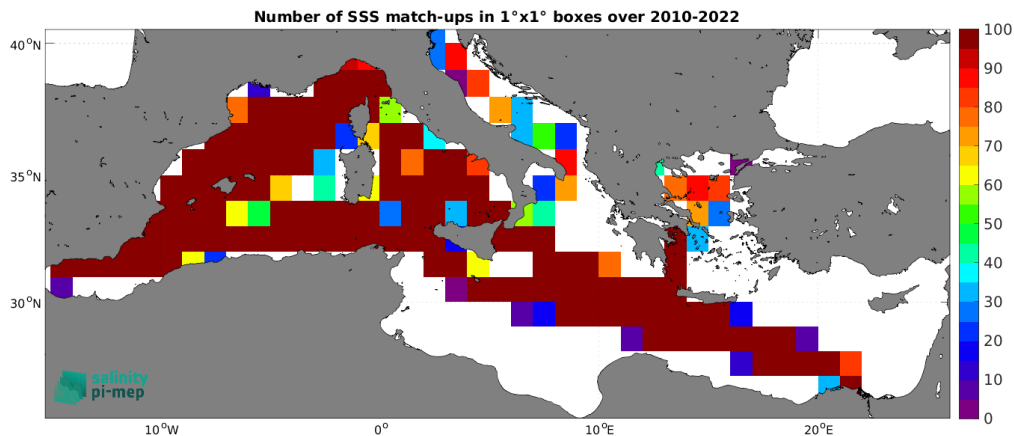 Number of SSS match-ups in 1°x1° boxes over 2010-2022
40°N
35°N
30°N
10°W
0°
10°E
20°E
100
90
80
70
60
50
40
30
20
10
0
salinity
pi-mep